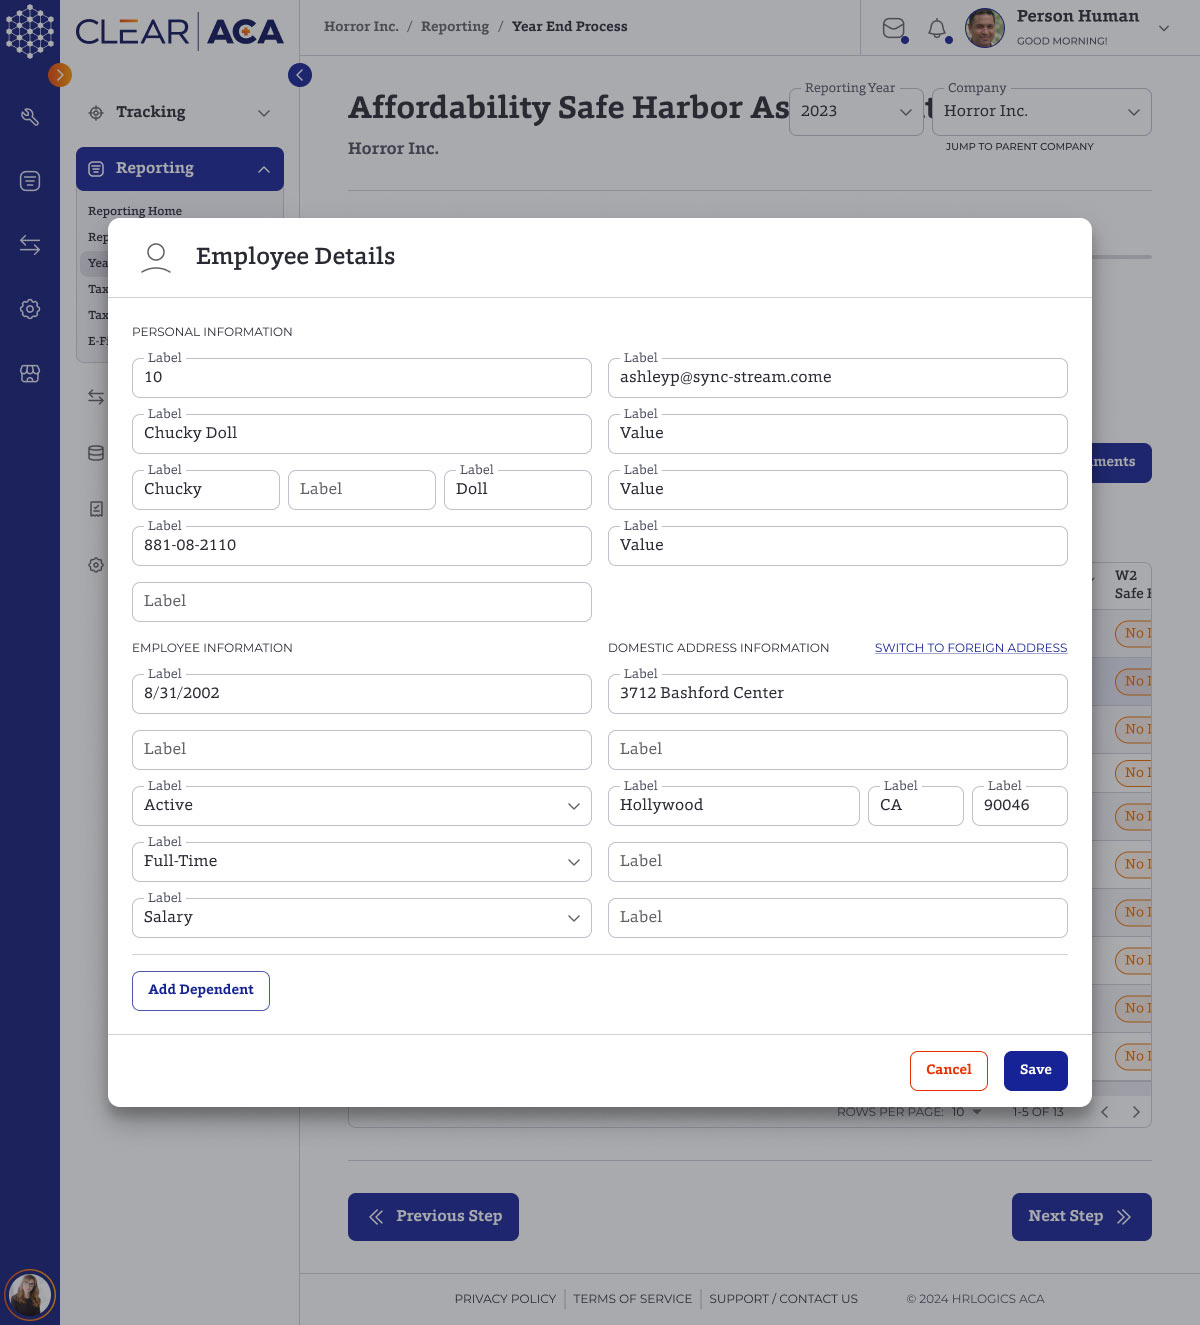 CLEAR ACA
Horror Inc. / Reporting / Year End Process
Person Human
GOOD MORNING!
Tracking
Reporting
Reporting Home
E-F
Affordability Safe Harbor As
Horror Inc.
Reporting Year
2023
Company
Horror Inc.
JUMP TO PARENT COMPANY
Employee Details
PERSONAL INFORMATION
Label
10
Label
ashleyp@sync-stream.come
Label
Chucky Doll
Label
Value
Label
Chucky
Label
Label
Doll
Label
Value
Label
881-08-2110
Label
Value
Label
EMPLOYEE INFORMATION
DOMESTIC ADDRESS INFORMATION
SWITCH TO FOREIGN ADDRESS
Label
8/31/2002
Label
3712 Bashford Center
Label
Label
Label
Active
Label
Hollywood
Label
CA
Label
90046
Label
Full-Time
Label
Label
Salary
Label
Add Dependent
Cancel
Save
ments
W2
Safe
No
No
No
No
No
No
No
No
No
No
ROWS PER PAGE: 10
1-5 OF 13
Previous Step
Next Step
PRIVACY POLICY
TERMS OF SERVICE
SUPPORT / CONTACT US
© 2024 HRLOGICS ACA